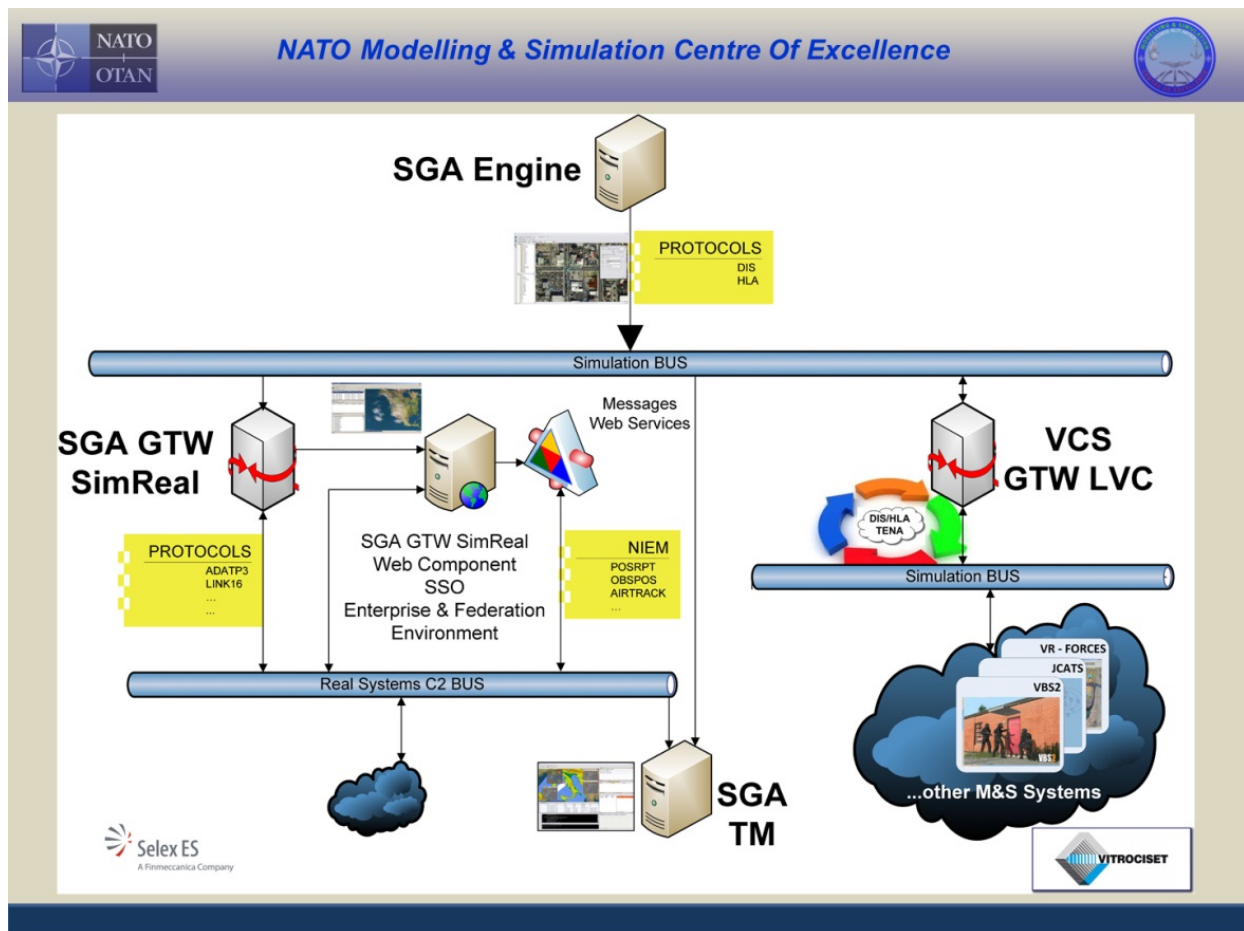 NATO
OTAN
NATO Modelling & Simulation Centre Of Excellence
SGA Engine
PROTOCOLS
DIS
HLA
Simulation BUS
SGA GTW
SimReal
Messages
Web Services
VCS
GTW LVC
DIS/HLA
TENA
PROTOCOLS
ADATP3
LINK16
...
...
SGA GTW SimReal
Web Component
SSO
Enterprise & Federation
Environment
NIEM
POSRPT
OBSPOS
AIRTRACK
...
Simulation BUS
Real Systems C2 BUS
VR - FORCES
JCATS
VBS2
VBS2
...other M&S Systems
SGA
TM
Selex ES
A Finmeccanica Company
VITROCISET